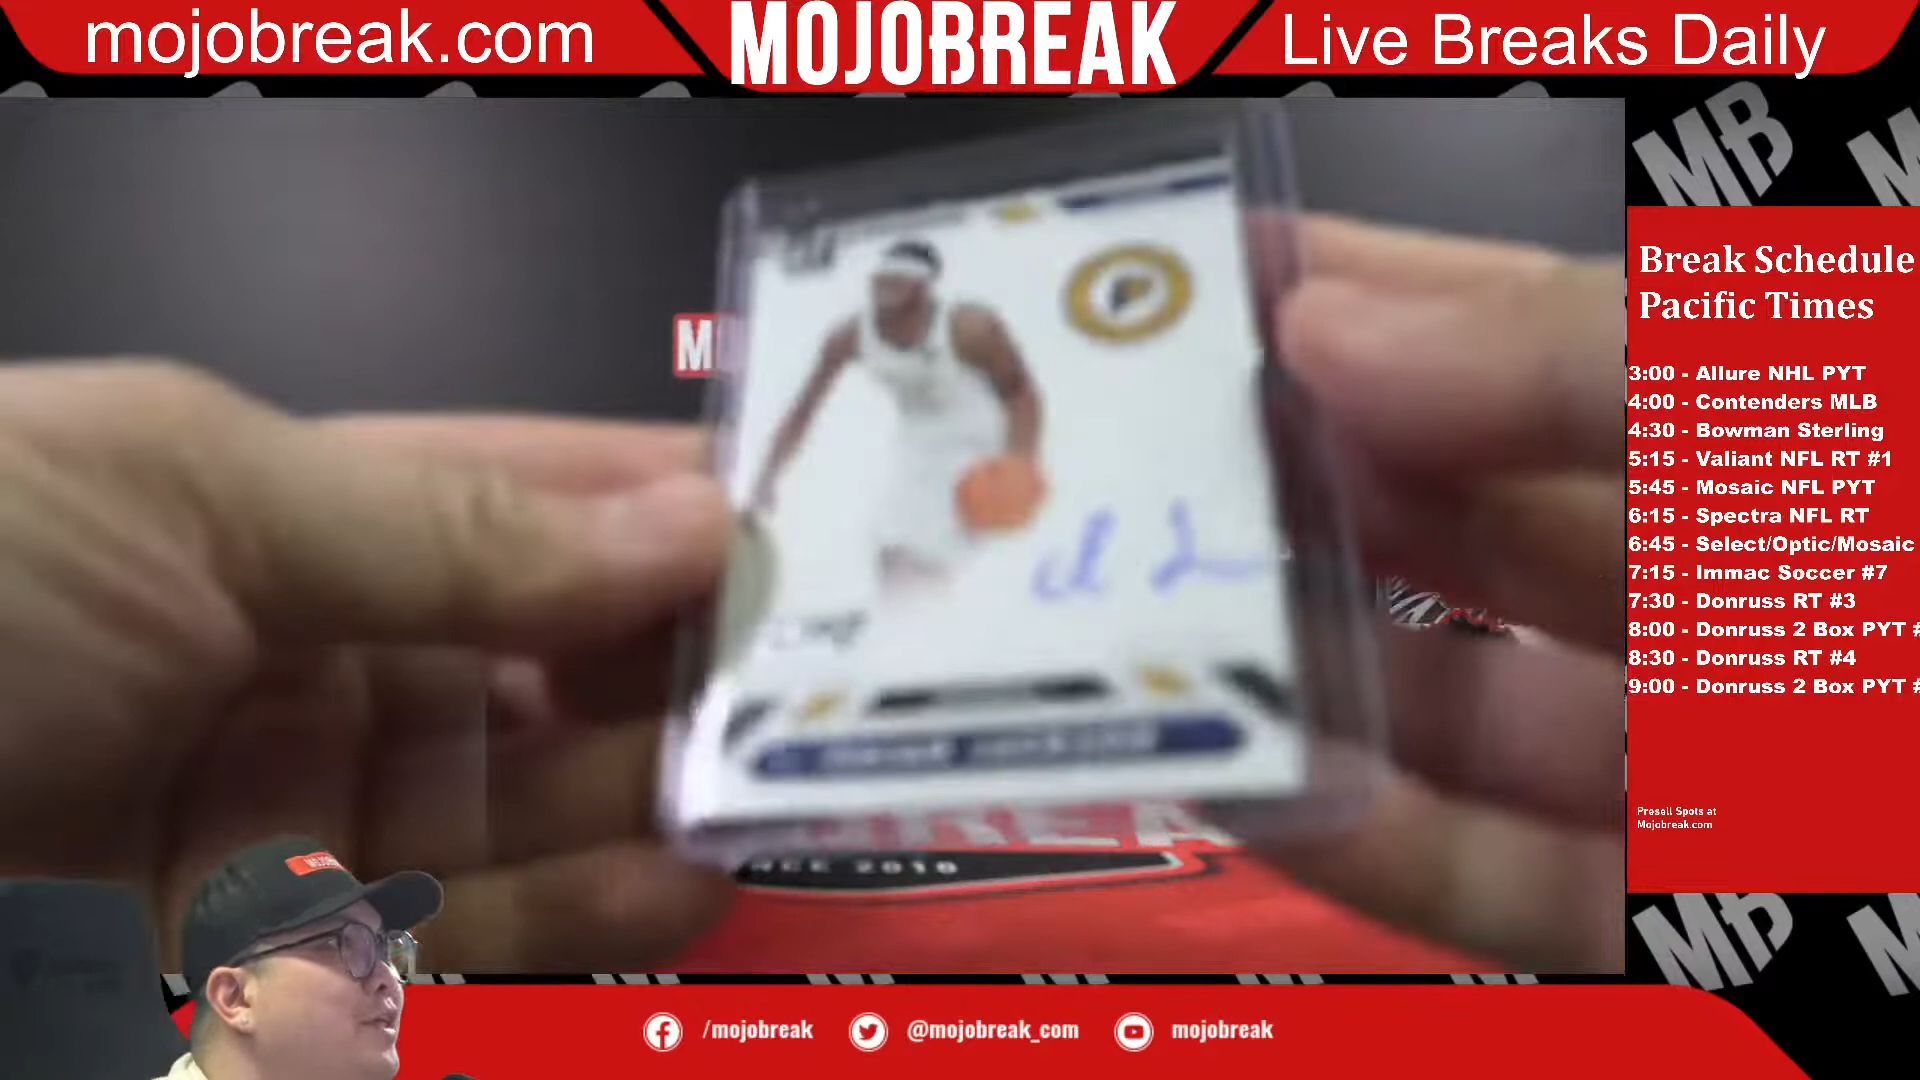 mojobreak.com
MOJOBREAK
Live Breaks Daily
MB
Break Schedule
Pacific Times
3:00 - Allure NHL PYT
4:00 - Contenders MLB
4:30 - Bowman Sterling
5:15 - Valiant NFL RT #1
5:45 - Mosaic NFL PYT
6:15 - Spectra NFL RT
6:45 - Select/Optic/Mosaic
7:15 - Immac Soccer #7
7:30 - Donruss RT #3
8:00 - Donruss 2 Box PYT #
8:30 - Donruss RT #4
9:00 - Donruss 2 Box PYT #
Presell Spots at
Mojobreak.com
NCE 2010
MB
/mojobreak
@mojobreak_com
mojobreak